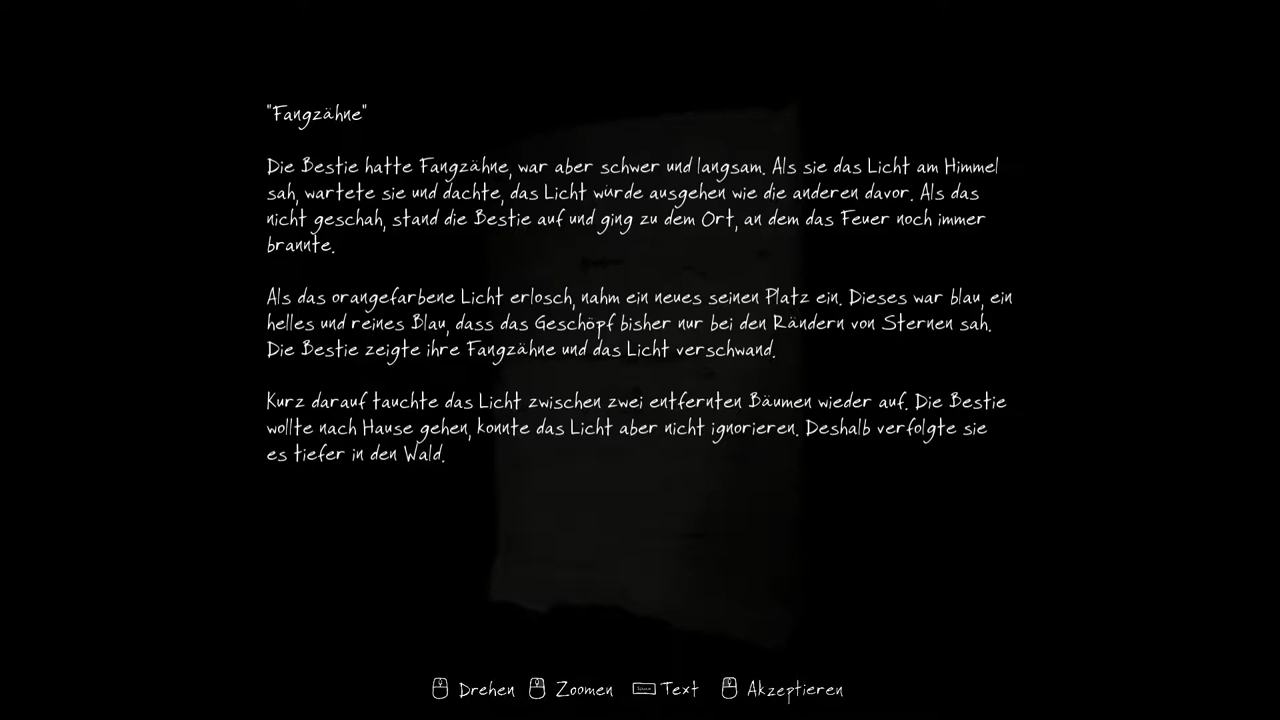 "Fangzähne"
Die Bestie hatte Fangzähne, war aber schwer und langsam. Als sie das Licht am Himmel
sah, wartete sie und dachte, das Licht würde ausgehen wie die anderen davor. Als das
nicht geschah, stand die Bestie auf und ging zu dem Ort, an dem das Feuer noch immer
brannte.
Als das orangefarbene Licht erlosch, nahm ein neues seinen Platz ein. Dieses war blau, ein
helles und reines Blau, dass das Geschöpf bisher nur bei den Rändern von Sternen sah.
Die Bestie zeigte ihre Fangzähne und das Licht verschwand.
Kurz darauf tauchte das Licht zwischen zwei entfernten Bäumen wieder auf. Die Bestie
wollte nach Hause gehen, konnte das Licht aber nicht ignorieren. Deshalb verfolgte sie
es tiefer in den Wald.
Drehen Zoomen Text Akzeptieren